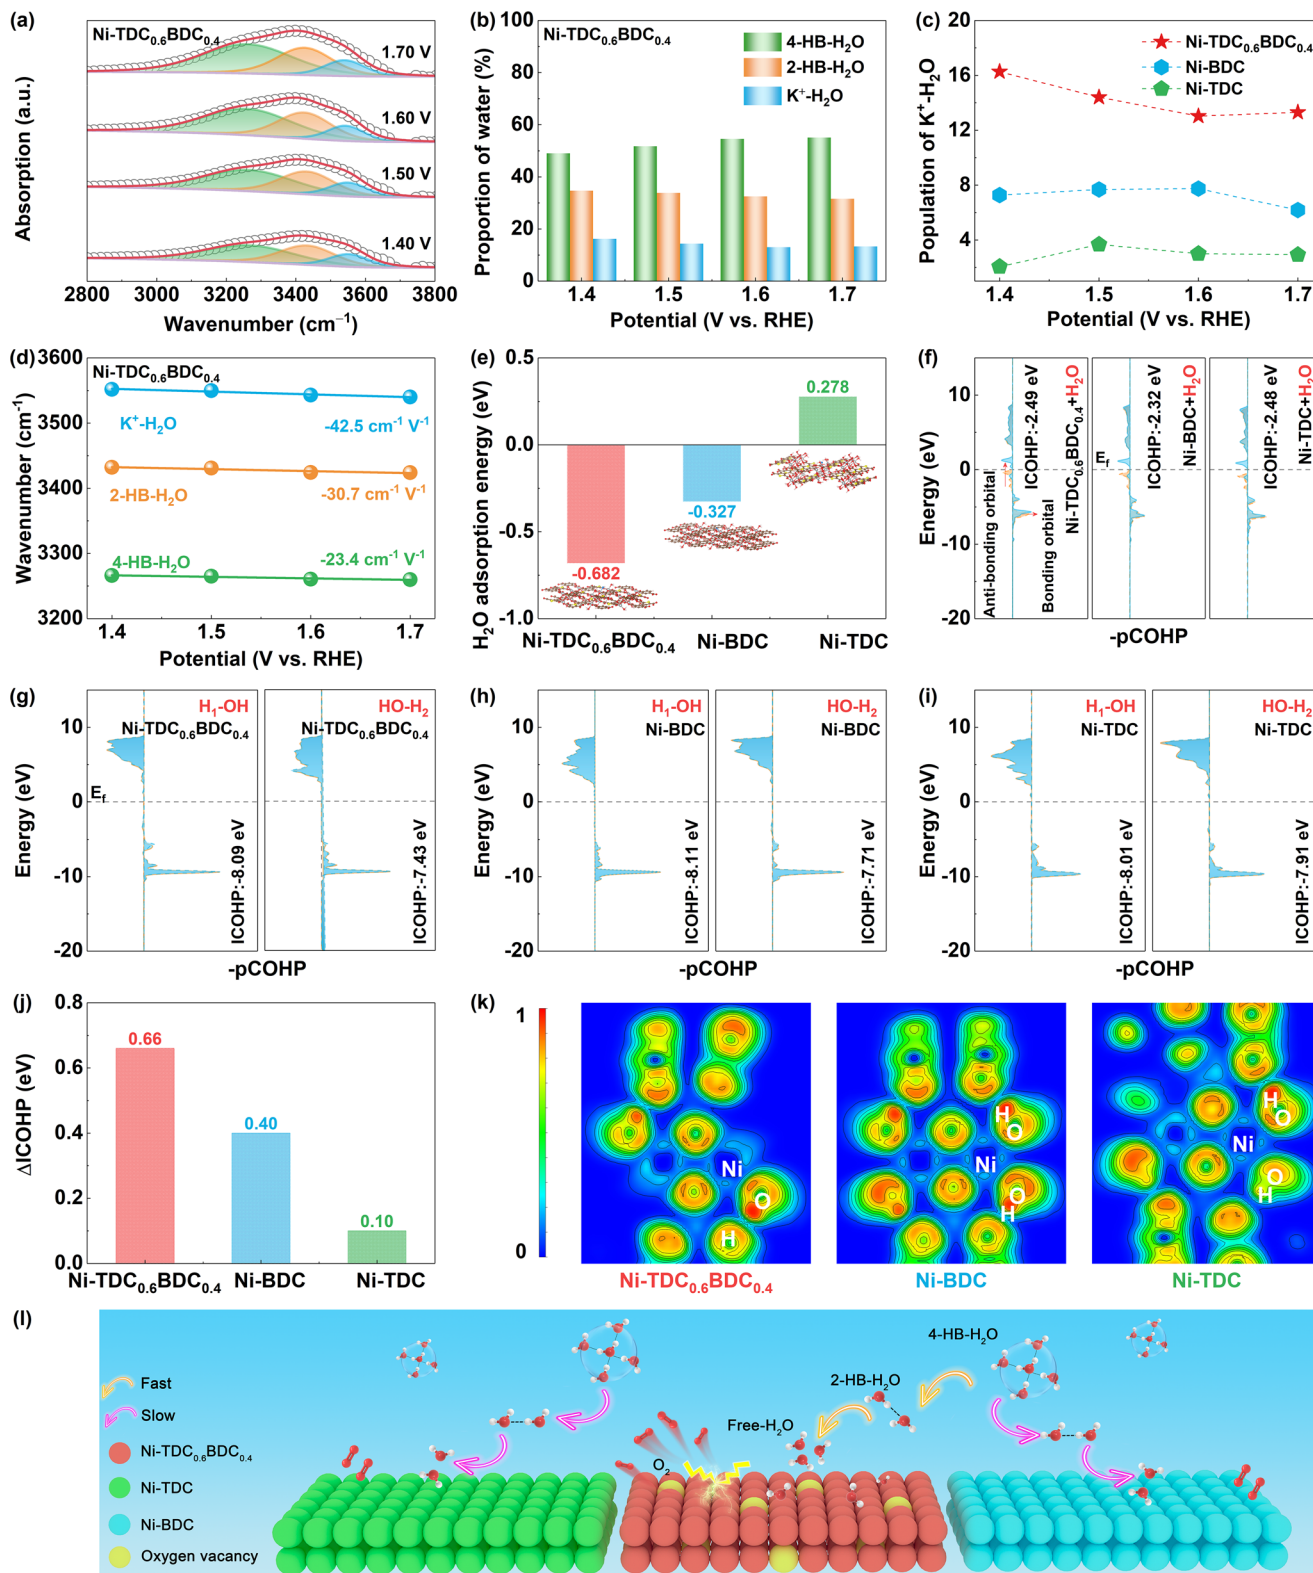 (a)
Ni-TDC0.6BDC0.4
1.70 V
1.60 V
1.50 V
1.40 V
Absorption (a.u.)
2800 3000 3200 3400 3600 3800
Wavenumber (cm⁻¹)
(b)
Ni-TDC0.6BDC0.4
4-HB-H2O
2-HB-H2O
K⁺-H2O
Proportion of water (%)
100
80
60
40
20
0
1.4 1.5 1.6 1.7
Potential (V vs. RHE)
(c)
Ni-TDC0.6BDC0.4
Ni-BDC
Ni-TDC
Population of K⁺-H2O
16
12
8
4
1.4 1.5 1.6 1.7
Potential (V vs. RHE)
(d)
Ni-TDC0.6BDC0.4
K⁺-H2O
-42.5 cm⁻¹ V⁻¹
2-HB-H2O
-30.7 cm⁻¹ V⁻¹
4-HB-H2O
-23.4 cm⁻¹ V⁻¹
Wavenumber (cm⁻¹)
3600
3500
3400
3300
3200
1.4 1.5 1.6 1.7
Potential (V vs. RHE)
(e)
H2O adsorption energy (eV)
0.5
0.0
-0.5
-1.0
-0.682
-0.327
0.278
Ni-TDC0.6BDC0.4 Ni-BDC Ni-TDC
(f)
Energy (eV)
10
0
-10
-20
Anti-bonding orbital
Bonding orbital
ICOHP:-2.49 eV
Ni-TDC0.6BDC0.4+H2O
Ef
ICOHP:-2.32 eV
Ni-BDC+H2O
ICOHP:-2.48 eV
Ni-TDC+H2O
-pCOHP
(g)
H1-OH
Ni-TDC0.6BDC0.4
HO-H2
Ni-TDC0.6BDC0.4
Energy (eV)
10
0
-10
-20
Ef
ICOHP:-8.09 eV
ICOHP:-7.43 eV
-pCOHP
(h)
H1-OH
Ni-BDC
HO-H2
Ni-BDC
Energy (eV)
10
0
-10
-20
ICOHP:-8.11 eV
ICOHP:-7.71 eV
-pCOHP
(i)
H1-OH
Ni-TDC
HO-H2
Ni-TDC
Energy (eV)
10
0
-10
-20
ICOHP:-8.01 eV
ICOHP:-7.91 eV
-pCOHP
(j)
ΔICOHP (eV)
0.8
0.6
0.4
0.2
0.0
0.66
0.40
0.10
Ni-TDC0.6BDC0.4 Ni-BDC Ni-TDC
(k)
1
0
Ni
O
H
Ni-TDC0.6BDC0.4
H
O
Ni
O
H
Ni-BDC
H
O
Ni
O
H
Ni-TDC
(l)
Fast
Slow
Ni-TDC0.6BDC0.4
Ni-TDC
Ni-BDC
Oxygen vacancy
4-HB-H2O
2-HB-H2O
Free-H2O
O2